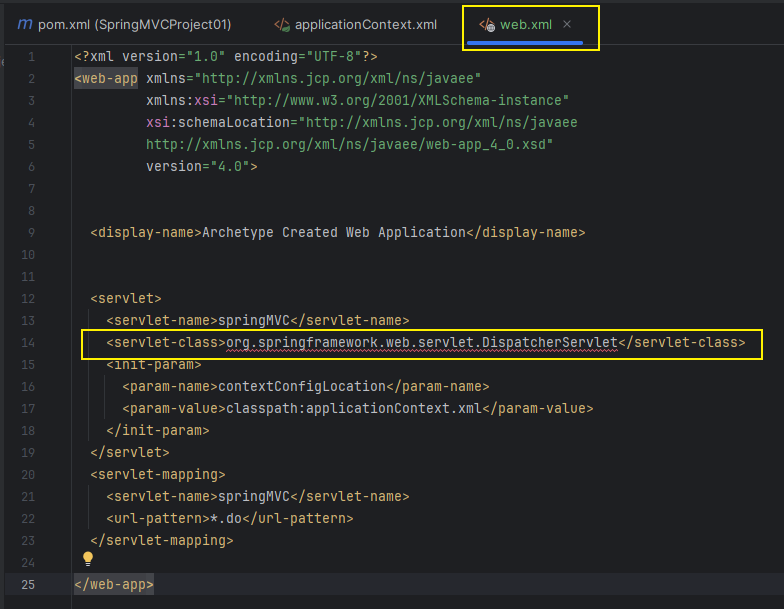 pom.xml (SpringMVCProject01) applicationContext.xml web.xml
1 <?xml version="1.0" encoding="UTF-8"?>
2 <web-app xmlns="http://xmlns.jcp.org/xml/ns/javaee"
3 xmlns:xsi="http://www.w3.org/2001/XMLSchema-instance"
4 xsi:schemaLocation="http://xmlns.jcp.org/xml/ns/javaee
5 http://xmlns.jcp.org/xml/ns/javaee/web-app_4_0.xsd"
6 version="4.0">
7
8
9 <display-name>Archetype Created Web Application</display-name>
10
11
12 <servlet>
13 <servlet-name>springMVC</servlet-name>
14 <servlet-class>org.springframework.web.servlet.DispatcherServlet</servlet-class>
15 <init-param>
16 <param-name>contextConfigLocation</param-name>
17 <param-value>classpath:applicationContext.xml</param-value>
18 </init-param>
19 </servlet>
20 <servlet-mapping>
21 <servlet-name>springMVC</servlet-name>
22 <url-pattern>*.do</url-pattern>
23 </servlet-mapping>
24
25 </web-app>